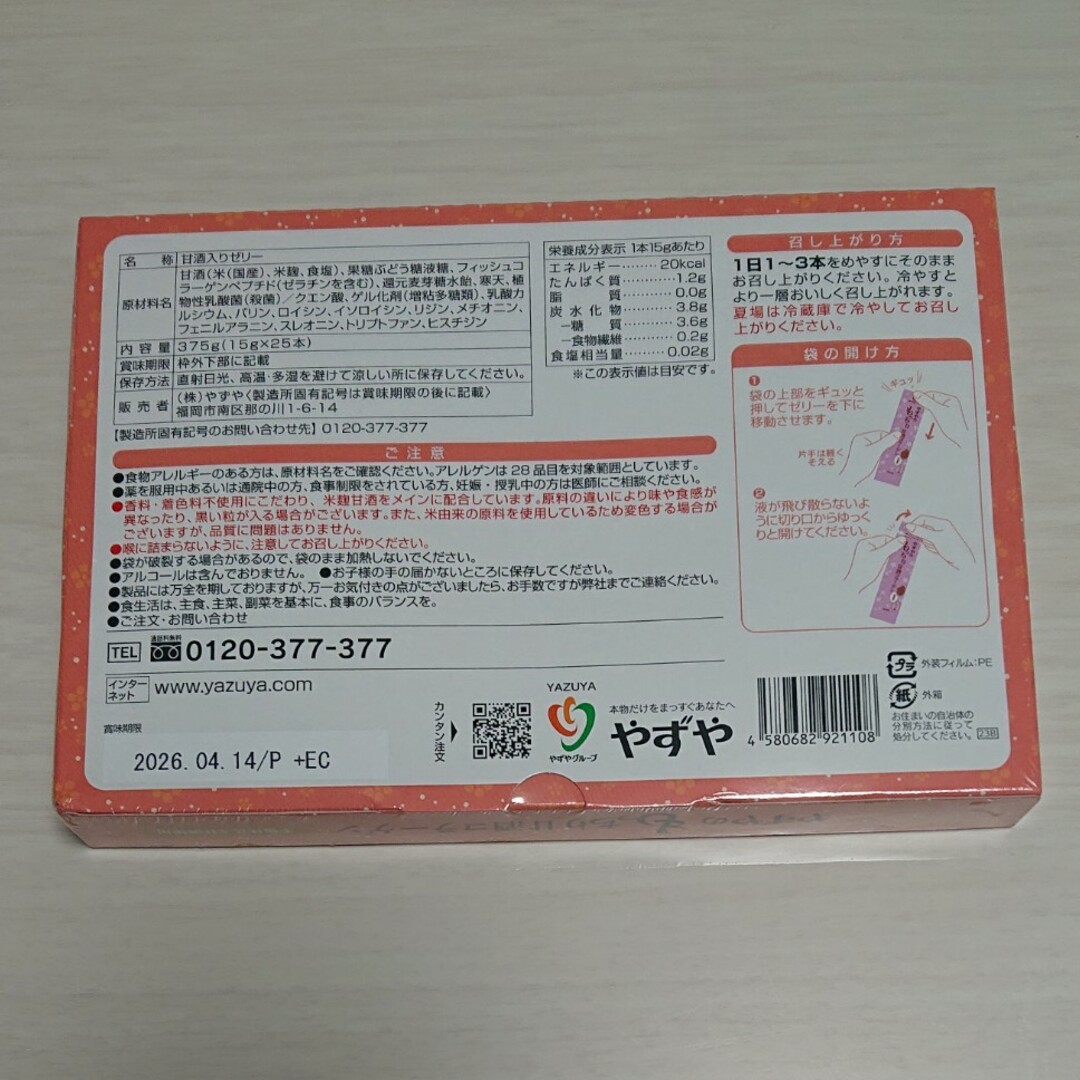 名称 甘酒入りゼリー
原材料名 甘酒(米(国産)、米麹、食塩)、果糖ぶどう糖液糖、フィッシュコ
ラーゲンペプチド(ゼラチンを含む)、還元麦芽糖水飴、寒天、植
物性乳酸菌(殺菌)／クエン酸、ゲル化剤(増粘多糖類)、乳酸カ
ルシウム、バリン、ロイシン、イソロイシン、リジン、メチオニン、
フェニルアラニン、スレオニン、トリプトファン、ヒスチジン
内容量 375g(15g×25本)
賞味期限 枠外下部に記載
保存方法 直射日光、高温・多湿を避けて涼しい所に保存してください。
販売者 (株)やずや〈製造所固有記号は賞味期限の後に記載〉
福岡市南区那の川1-6-14
【製造所固有記号のお問い合わせ先】0120-377-377
栄養成分表示 1本15gあたり
エネルギー………20kcal
たんぱく質………1.2g
脂質………0.0g
炭水化物………3.8g
－糖質………3.6g
－食物繊維………0.2g
食塩相当量………0.02g
※この表示値は目安です。
ご注意
●食物アレルギーのある方は、原材料名をご確認ください。アレルゲンは28品目を対象範囲としています。
●薬を服用中あるいは通院中の方、食事制限をされている方、妊娠・授乳中の方は医師にご相談ください。
●香料・着色料不使用にこだわり、米麹甘酒をメインに配合しています。原料の違いにより味や食感が
異なったり、黒い粒が入る場合がございます。また、米由来の原料を使用しているため変色する場合が
ございますが、品質に問題はありません。
●喉に詰まらないように、注意してお召し上がりください。
●袋が破裂する場合があるので、袋のまま加熱しないでください。
●アルコールは含んでおりません。 ●お子様の手の届かないところに保存してください。
●製品には万全を期しておりますが、万一お気付きの点がございましたら、お手数ですが弊社までご連絡ください。
●食生活は、主食、主菜、副菜を基本に、食事のバランスを。
●ご注文・お問い合わせ
TEL 通話料無料 0120-377-377
インターネット www.yazuya.com
賞味期限
2026.04.14/P +EC
カンタン注文
YAZUYA
やずやグループ
本物だけをまっすぐあなたへ
やずや
4 580682 921108
召し上がり方
1日1～3本をめやすにそのまま
お召し上がりください。冷やすと
より一層おいしく召し上がれます。
夏場は冷蔵庫で冷やしてお召し
上がりください。
袋の開け方
1
袋の上部をギュッと
押してゼリーを下に
移動させます。
ギュッ
片手は軽く
そえる
2
液が飛び散らないよ
うに切り口からゆっく
りと開けてください。
プラ 外装フィルム:PE
紙 外箱
お住まいの自治体の
分別方法に従って
処分してください。
23B
やずやのもっちり甘酒コラーゲン